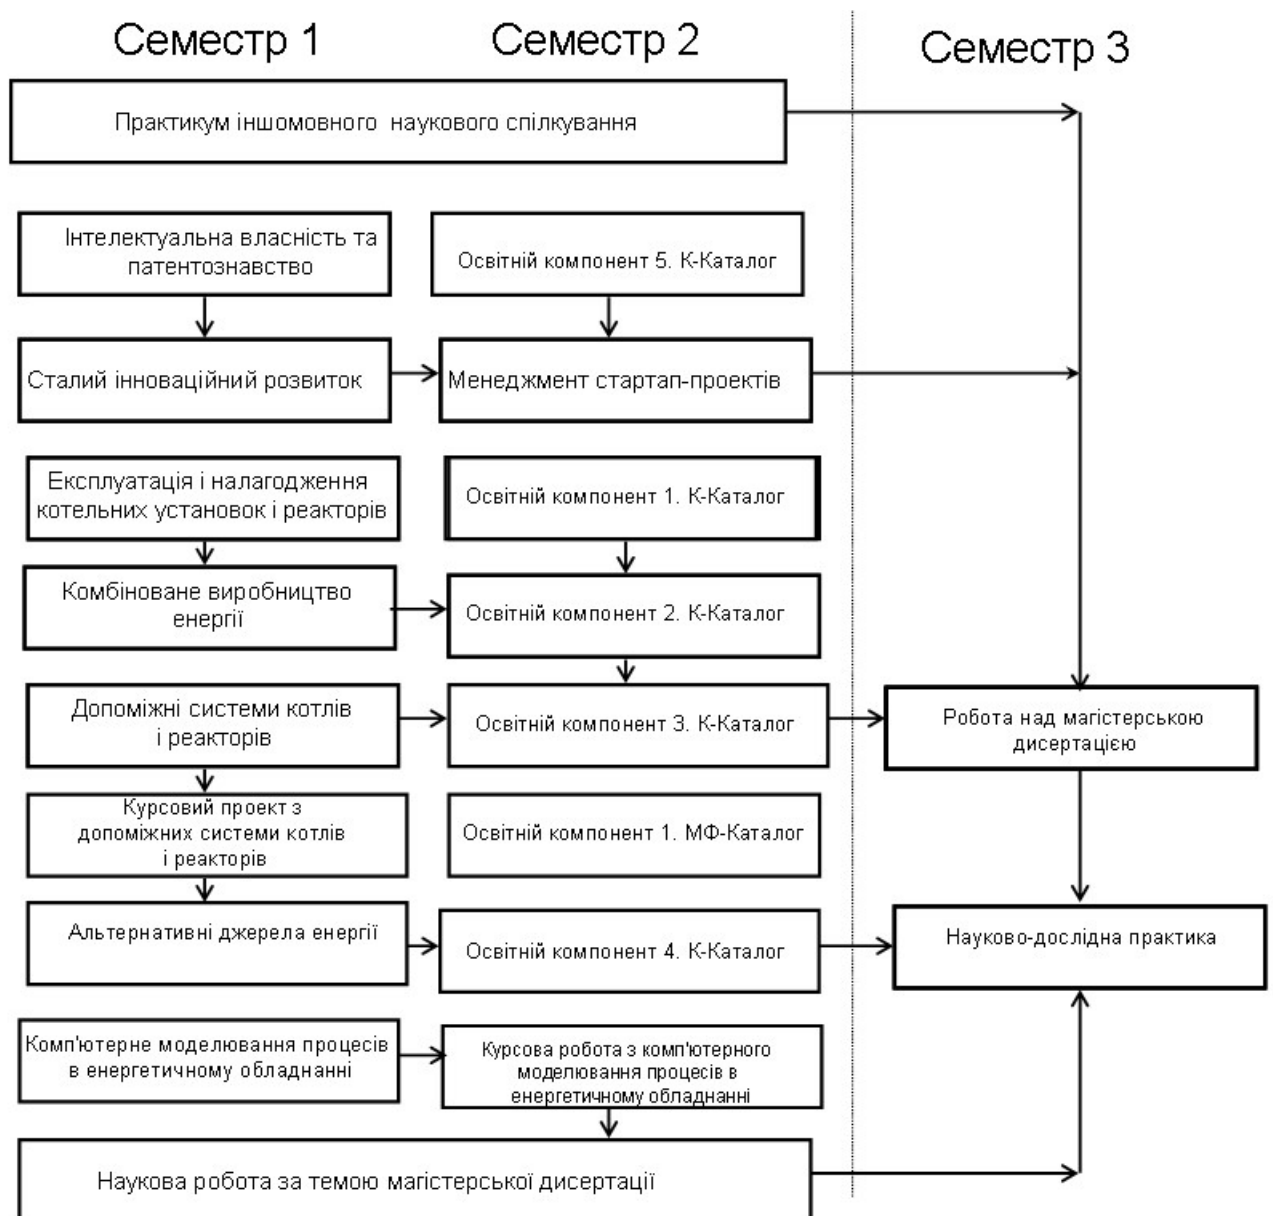 Семестр 1
Семестр 2
Семестр 3
Практикум іншомовного наукового спілкування
Інтелектуальна власність та
патентознавство
Освітній компонент 5. К-Каталог
Сталий інноваційний розвиток
Менеджмент стартап-проектів
Експлуатація і налагодження
котельних установок і реакторів
Освітній компонент 1. К-Каталог
Комбіноване виробництво
енергії
Освітній компонент 2. К-Каталог
Допоміжні системи котлів
і реакторів
Освітній компонент 3. К-Каталог
Робота над магістерською
дисертацією
Курсовий проект з
допоміжних системи котлів
і реакторів
Освітній компонент 1. МФ-Каталог
Альтернативні джерела енергії
Освітній компонент 4. К-Каталог
Науково-дослідна практика
Комп'ютерне моделювання процесів
в енергетичному обладнанні
Курсова робота з комп'ютерного
моделювання процесів в
енергетичному обладнанні
Наукова робота за темою магістерської дисертації